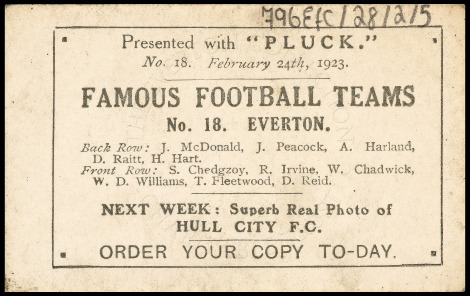 796EfC/28/2/5
Presented with "PLUCK."
No. 18. February 24th, 1923.
FAMOUS FOOTBALL TEAMS
No. 18. EVERTON.
Back Row: J. McDonald, J. Peacock, A. Harland,
D. Raitt, H. Hart.
Front Row: S. Chedgzoy, R. Irvine, W. Chadwick,
W. D. Williams, T. Fleetwood, D. Reid.
NEXT WEEK: Superb Real Photo of
HULL CITY F.C.
ORDER YOUR COPY TO-DAY.